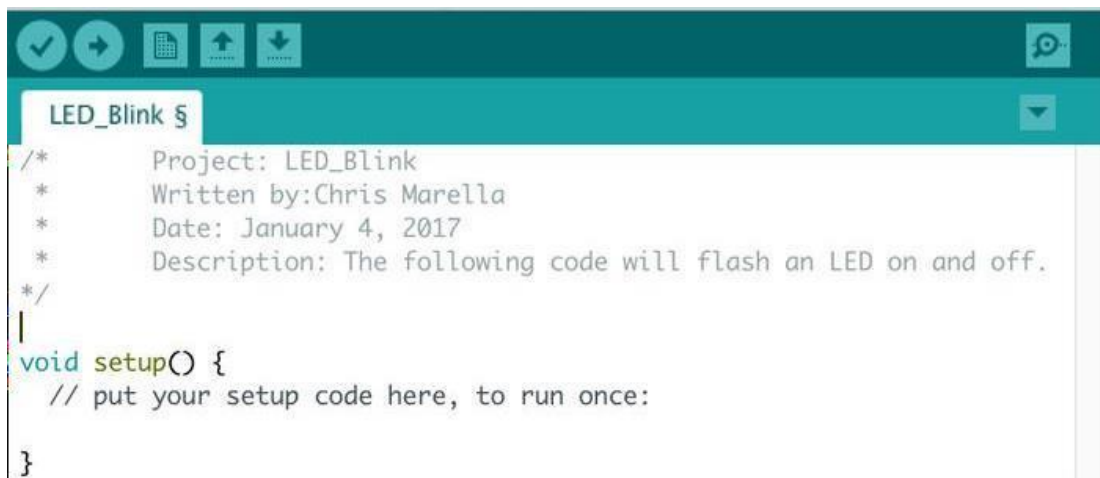 LED_Blink §
/* Project: LED_Blink
* Written by:Chris Marella
* Date: January 4, 2017
* Description: The following code will flash an LED on and off.
*/
void setup() {
// put your setup code here, to run once:
}